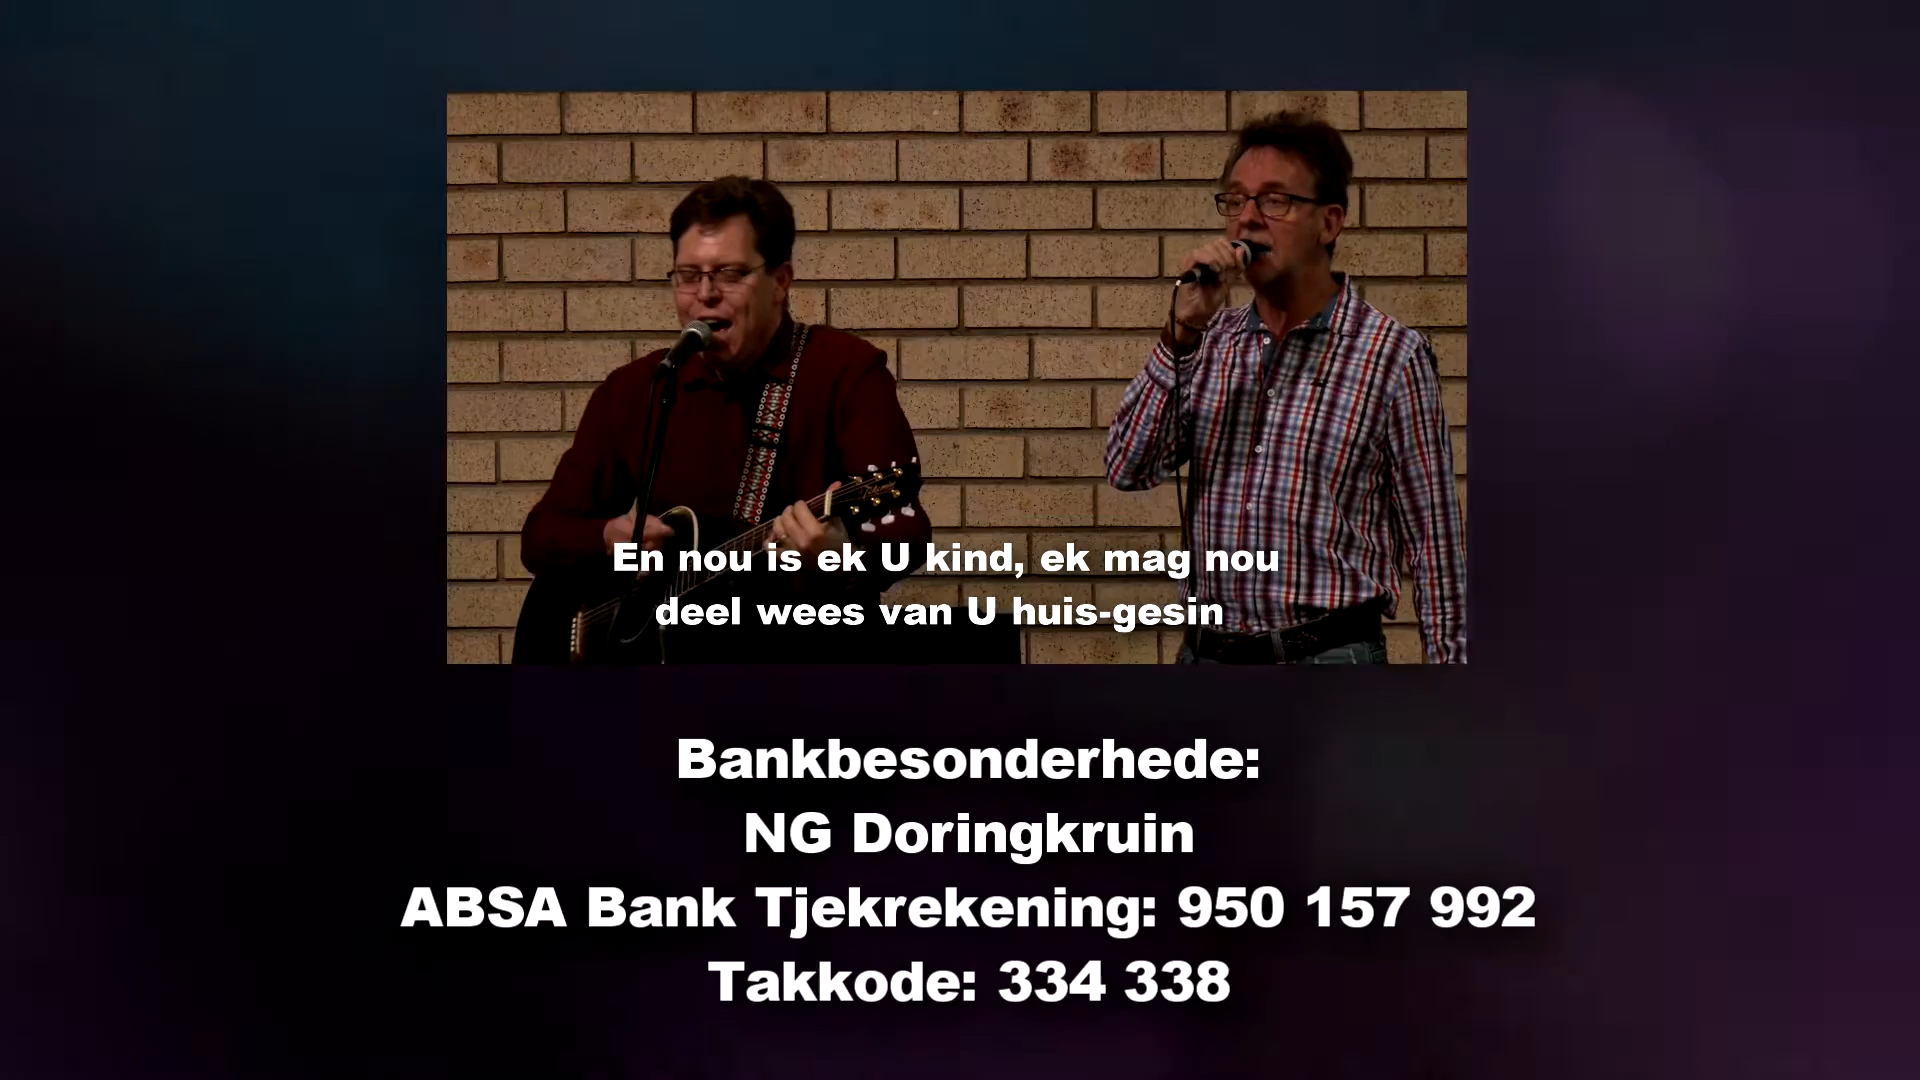 En nou is ek U kind, ek mag nou
deel wees van U huis-gesin
Bankbesonderhede:
NG Doringkruin
ABSA Bank Tjekrekening: 950 157 992
Takkode: 334 338